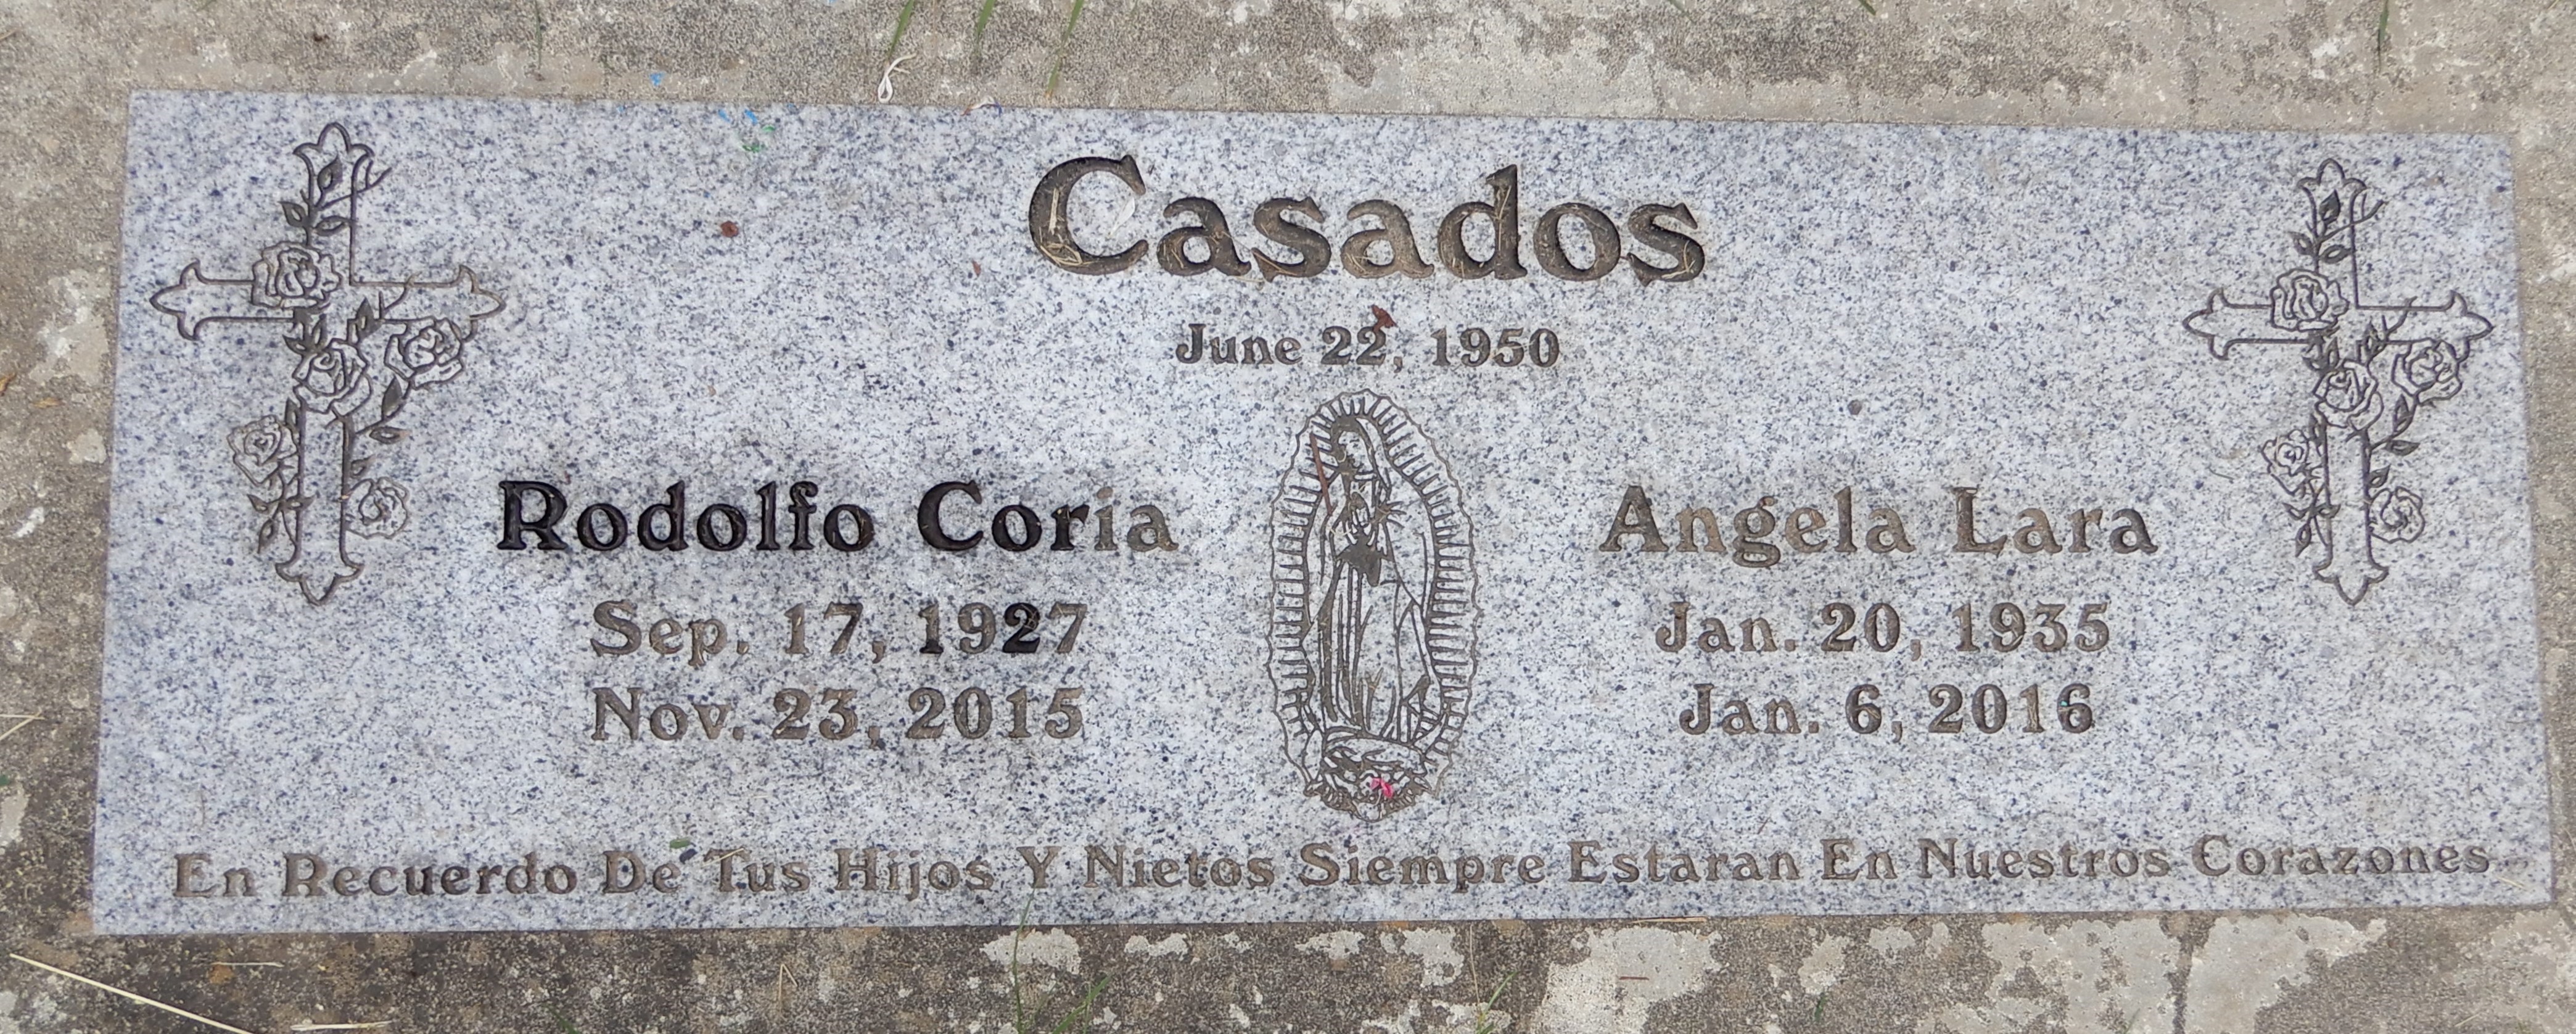 Casados
June 22, 1950
Rodolfo Coria
Sep. 17, 1927
Nov. 23, 2015
Angela Lara
Jan. 20, 1935
Jan. 6, 2016
En Recuerdo De Tus Hijos Y Nietos Siempre Estaran En Nuestros Corazones